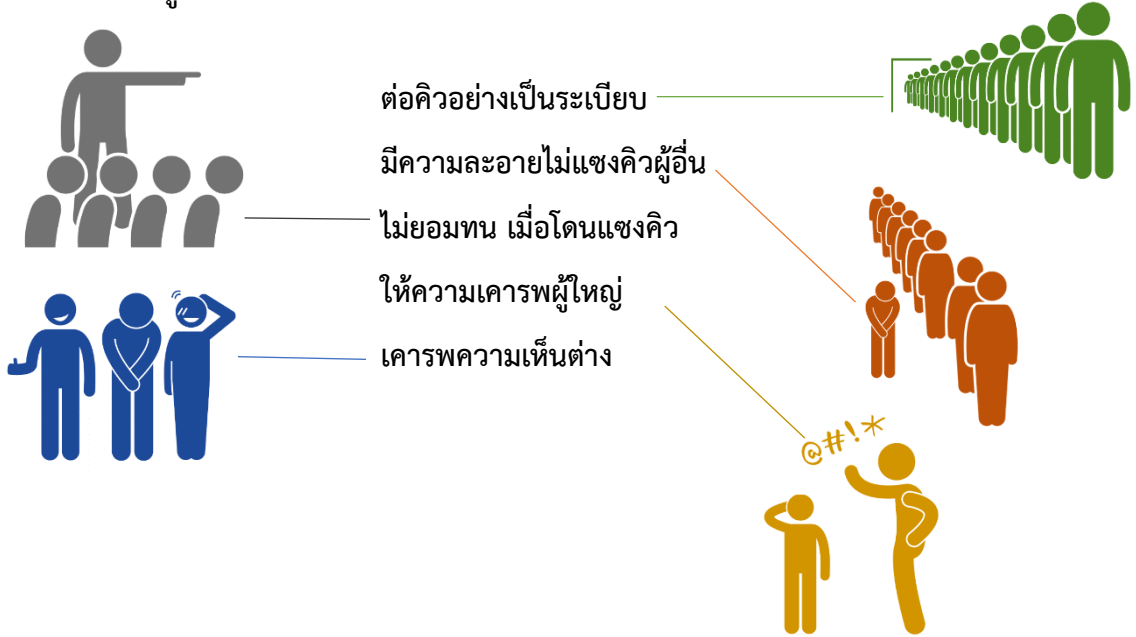 ต่อคิวอย่างเป็นระเบียบ
มีความละอายไม่แซงคิวผู้อื่น
ไม่ยอมทน เมื่อโดนแซงคิว
ให้ความเคารพผู้ใหญ่
เคารพความเห็นต่าง
@#!*